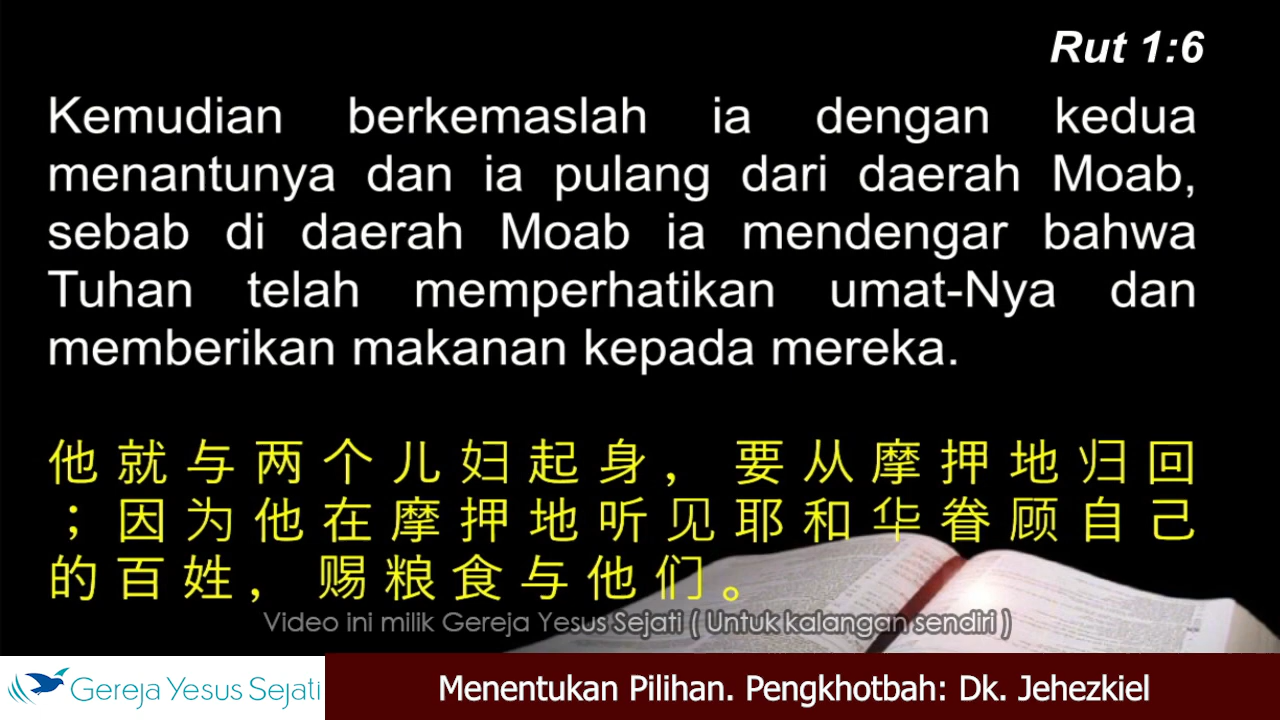 Rut 1:6
Kemudian berkemaslah ia dengan kedua
menantunya dan ia pulang dari daerah Moab,
sebab di daerah Moab ia mendengar bahwa
Tuhan telah memperhatikan umat-Nya dan
memberikan makanan kepada mereka.
他就与两个儿妇起身，要从摩押地归回
；因为他在摩押地听见耶和华眷顾自己
的百姓，赐粮食与他们。
Video ini milik Gereja Yesus Sejati ( Untuk kalangan sendiri )
Gereja Yesus Sejati
Menentukan Pilihan. Pengkhotbah: Dk. Jehezkiel